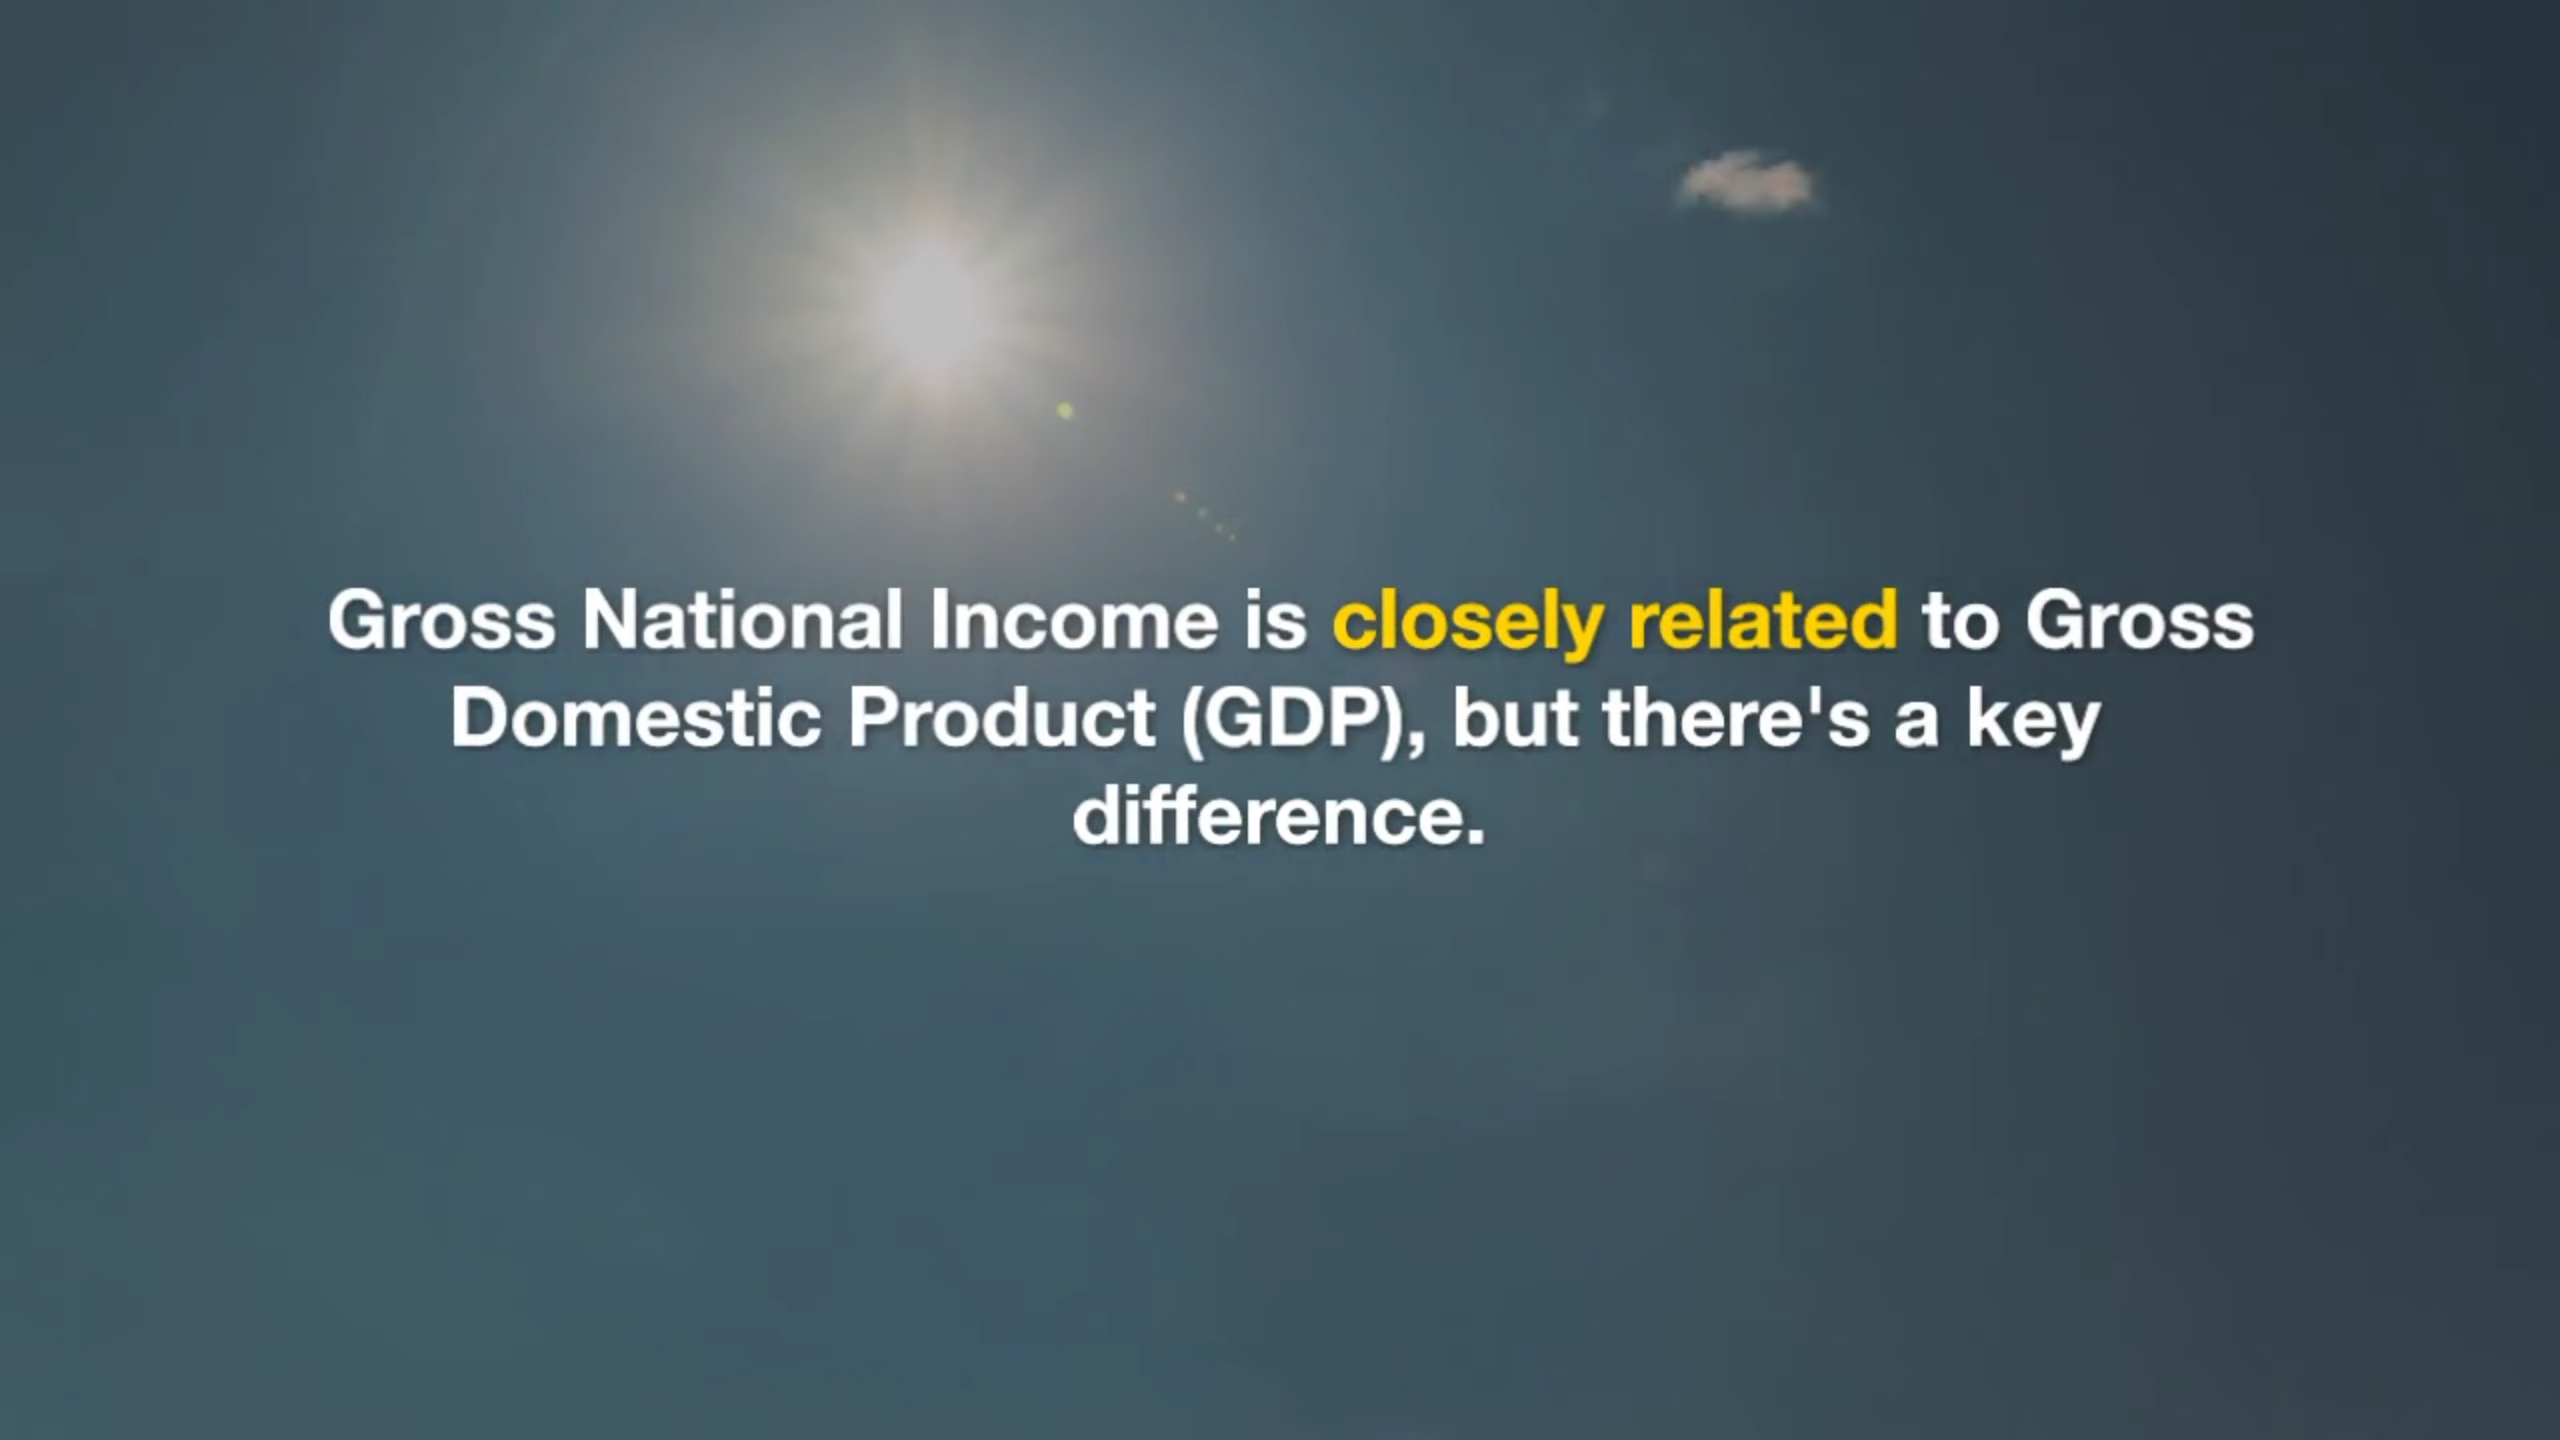 Gross National Income is closely related to Gross
Domestic Product (GDP), but there's a key
difference.